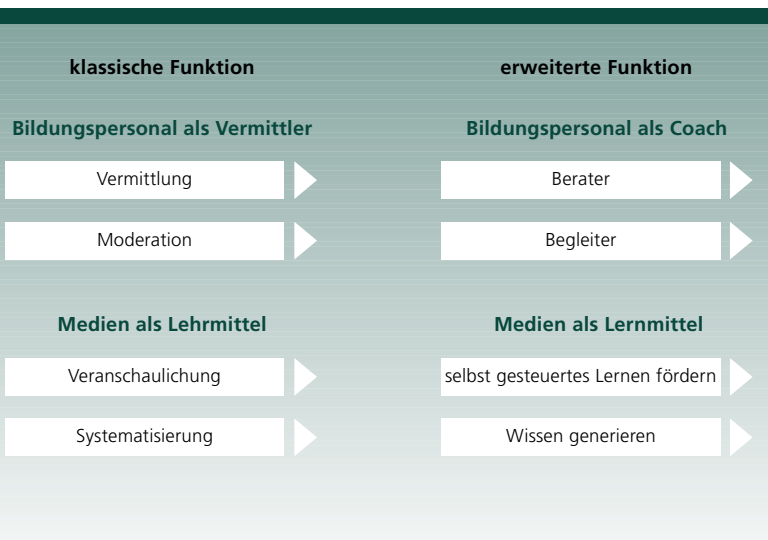 klassische Funktion
erweiterte Funktion
Bildungspersonal als Vermittler
Bildungspersonal als Coach
Vermittlung
Berater
Moderation
Begleiter
Medien als Lehrmittel
Medien als Lernmittel
Veranschaulichung
selbst gesteuertes Lernen fördern
Systematisierung
Wissen generieren